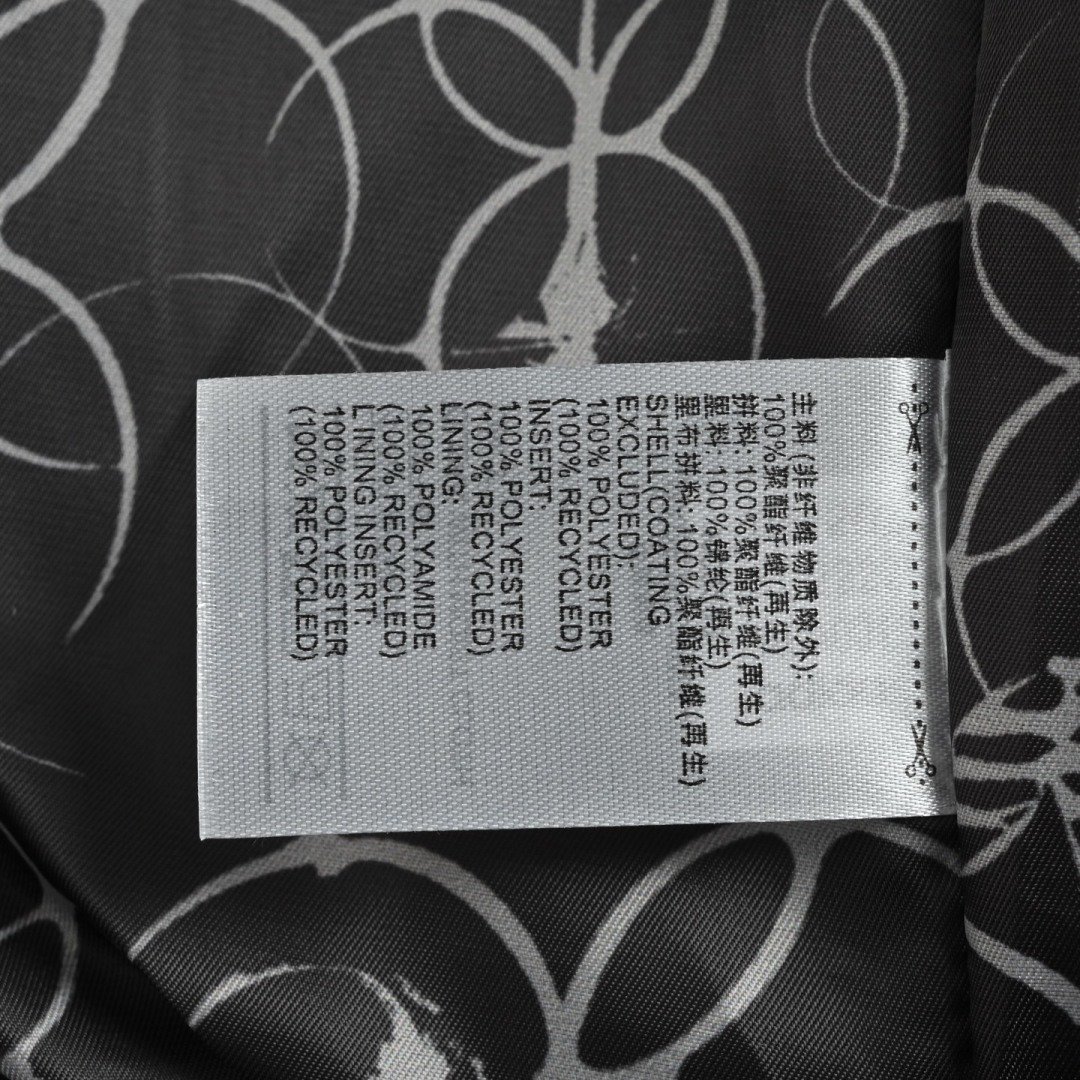 主料(非纤维物质除外):
100%聚酯纤维(再生)
拼料: 100%聚酯纤维(再生)
里料: 100%锦纶(再生)
里布拼料: 100%聚酯纤维(再生)
SHELL(COATING
EXCLUDED):
100% POLYESTER
(100% RECYCLED)
INSERT:
100% POLYESTER
(100% RECYCLED)
LINING:
100% POLYAMIDE
(100% RECYCLED)
LINING INSERT:
100% POLYESTER
(100% RECYCLED)